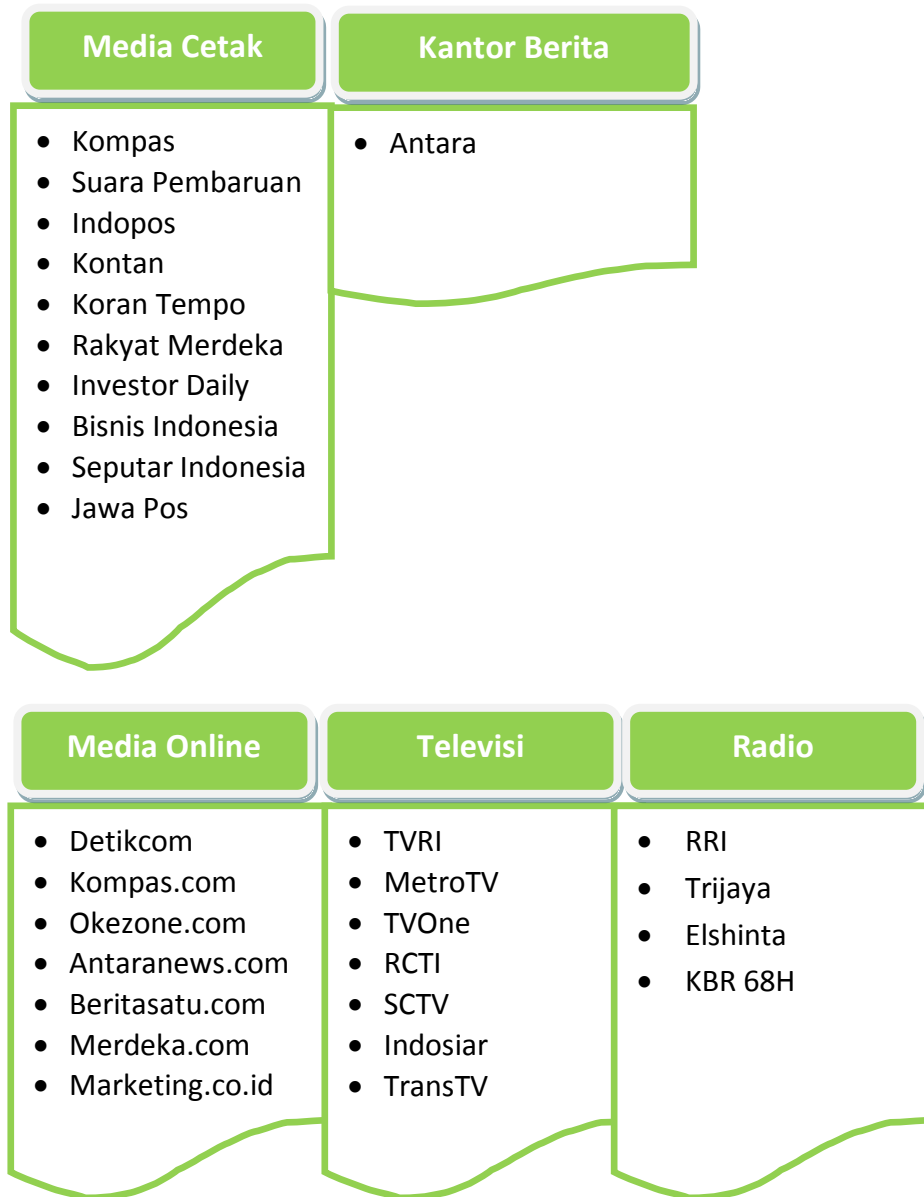 Media Cetak
Kompas
Suara Pembaruan
Indopos
Kontan
Koran Tempo
Rakyat Merdeka
Investor Daily
Bisnis Indonesia
Seputar Indonesia
Jawa Pos
Kantor Berita
Antara
Media Online
Detikcom
Kompas.com
Okezone.com
Antaranews.com
Beritasatu.com
Merdeka.com
Marketing.co.id
Televisi
TVRI
MetroTV
TVOne
RCTI
SCTV
Indosiar
TransTV
Radio
RRI
Trijaya
Elshinta
KBR 68H